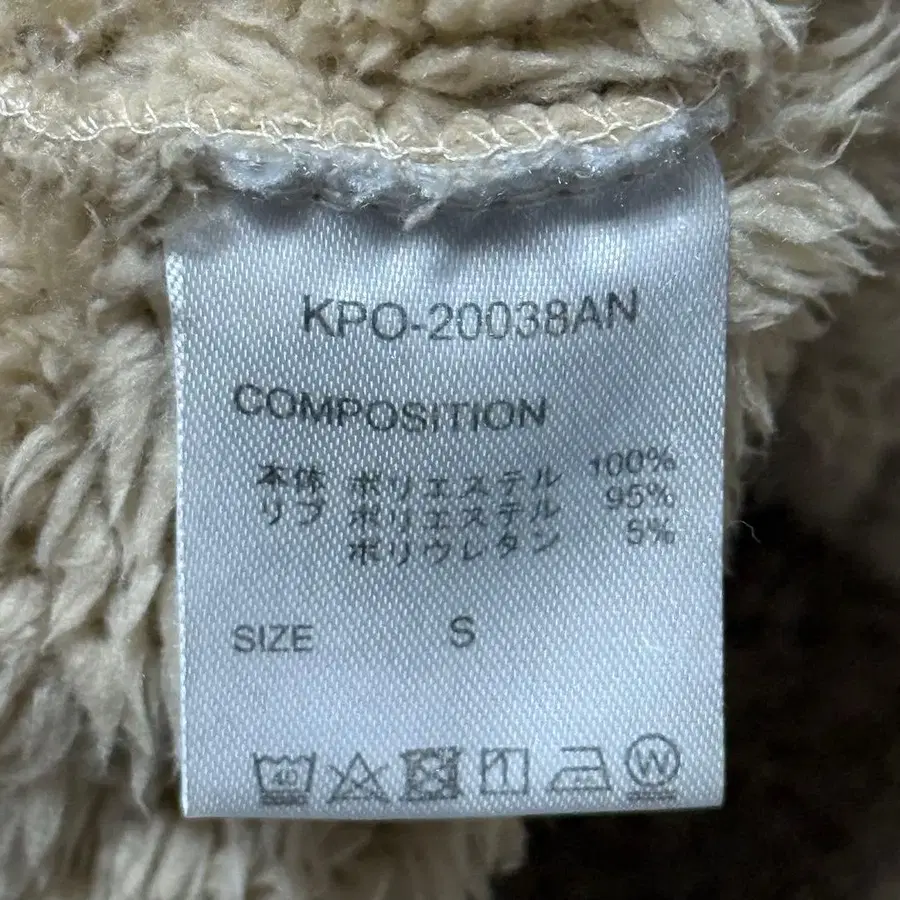 KPO-20038AN
COMPOSITION
本体 ポリエステル 100%
リブ ポリエステル 95%
ポリウレタン 5%
SIZE S
40 W